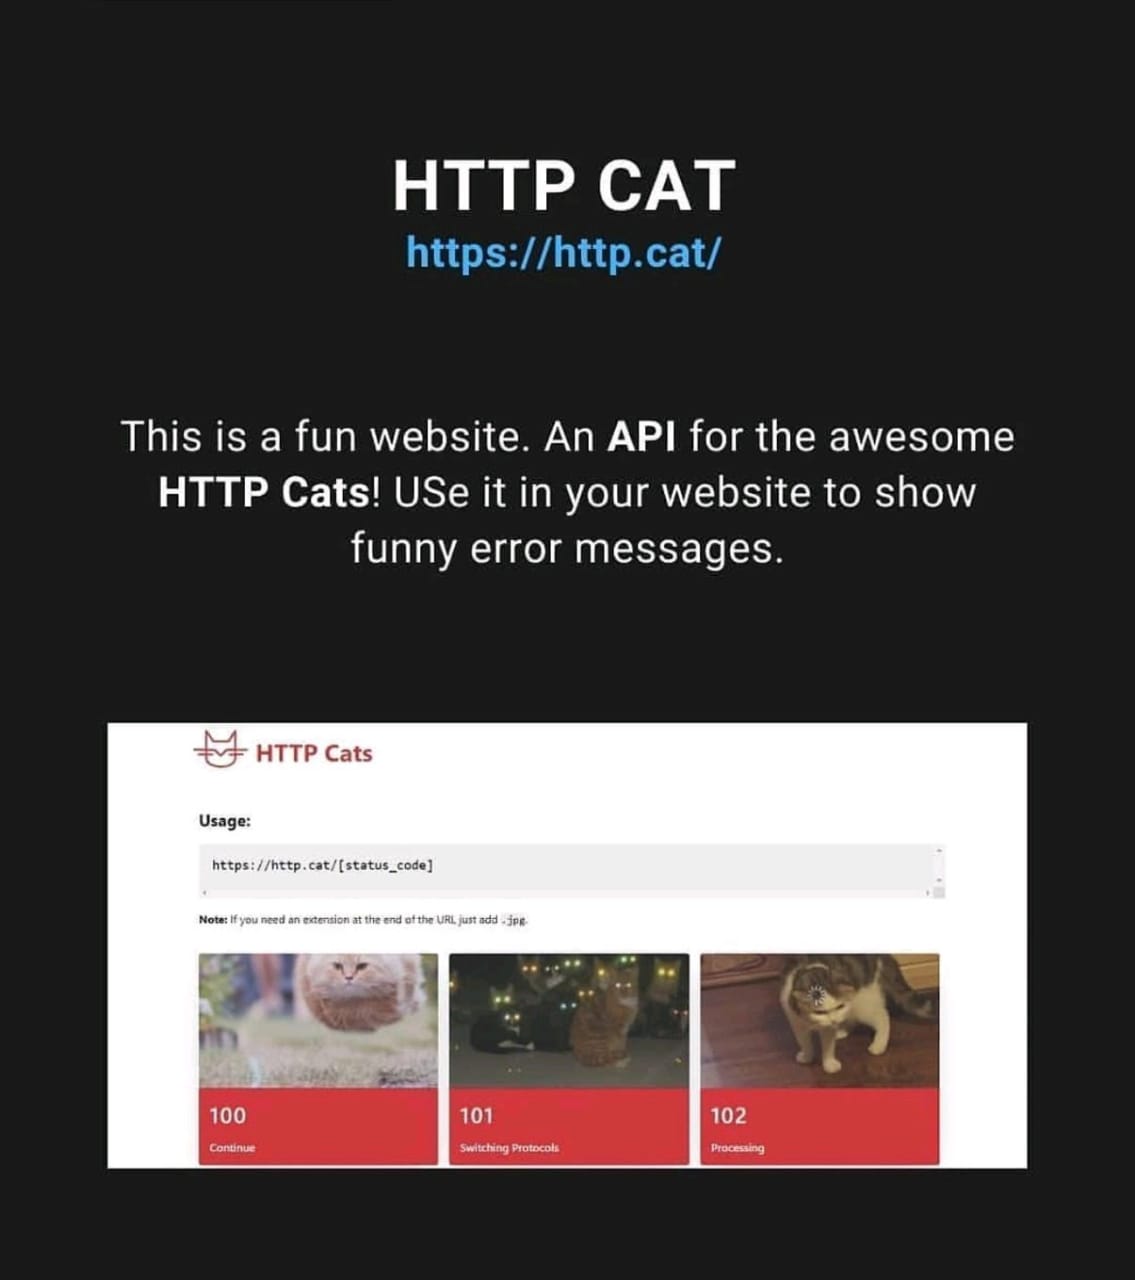 HTTP CAT
https://http.cat/
This is a fun website. An API for the awesome
HTTP Cats! USe it in your website to show
funny error messages.
HTTP Cats
Usage:
https://http.cat/[status_code]
Note: If you need an extension at the end of the URL just add .jpg.
100
Continue
101
Switching Protocols
102
Processing